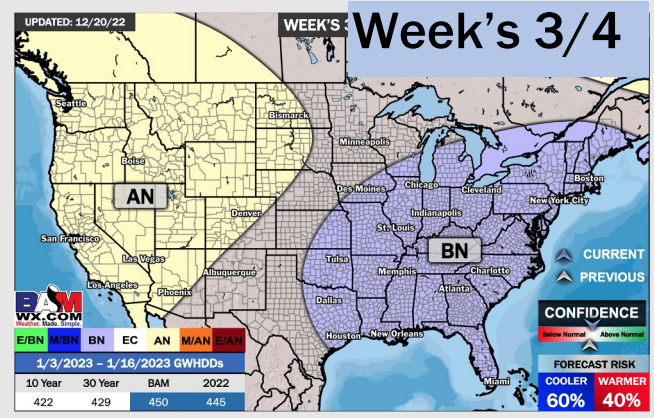 UPDATED: 12/20/22
WEEK'S 3
Week's 3/4
Seattle
Bismarck
Minneapolis
Boise
AN
Des Moines
Chicago
Cleveland
Boston
New York City
Denver
Indianapolis
St. Louis
San Francisco
Las Vegas
BN
CURRENT
PREVIOUS
Tulsa
Memphis
Charlotte
Albuquerque
Los Angeles
Phoenix
Atlanta
Dallas
Houston
New Orleans
Miami
BAM
WX.COM
Weather. Made. Simple.
E/BN M/BN BN EC AN M/AN E/AN
1/3/2023 – 1/16/2023 GWHDDs
10 Year 30 Year BAM 2022
422 429 450 445
CONFIDENCE
Below Normal Above Normal
FORECAST RISK
COOLER WARMER
60% 40%